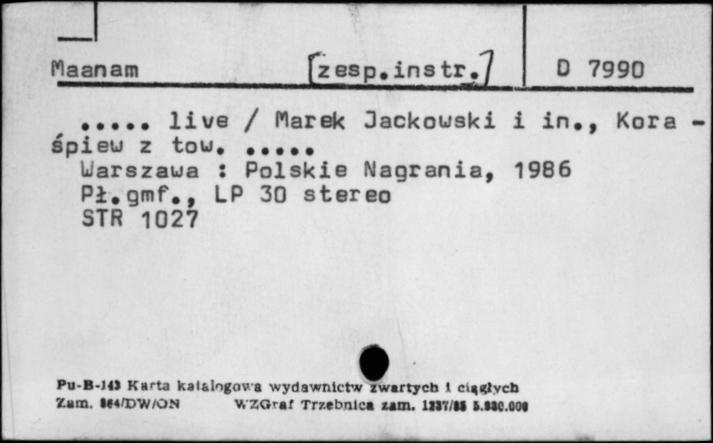 Maanam [zesp.instr.] D 7990
..... live / Marek Jackowski i in., Kora -
śpiew z tow. .....
Warszawa : Polskie Nagrania, 1986
Pł.gmf., LP 30 stereo
STR 1027
Pu-B-143 Karta katalogowa wydawnictw zwartych i ciągłych
Zam. 864/DW/ON WZGraf Trzebnica zam. 1237/85 5.980.000